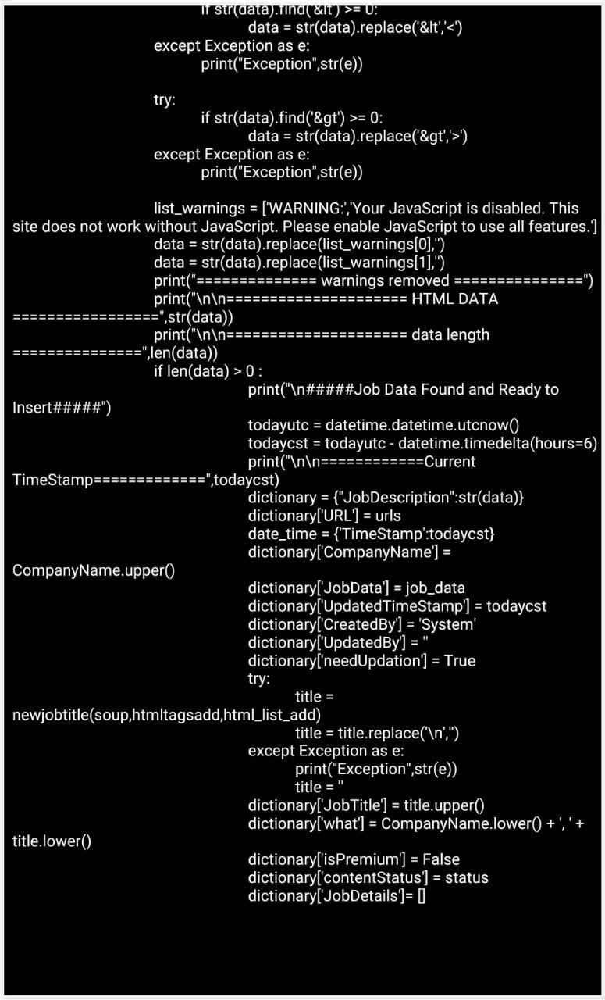 if str(data).find('&lt') >= 0:
data = str(data).replace('&lt','<')
except Exception as e:
print("Exception",str(e))
try:
if str(data).find('&gt') >= 0:
data = str(data).replace('&gt','>')
except Exception as e:
print("Exception",str(e))
list_warnings = ['WARNING:','Your JavaScript is disabled. This
site does not work without JavaScript. Please enable JavaScript to use all features.']
data = str(data).replace(list_warnings[0],'')
data = str(data).replace(list_warnings[1],'')
print("============== warnings removed ===============")
print("\n\n===================== HTML DATA
=================",str(data))
print("\n\n===================== data length
===============",len(data))
if len(data) > 0 :
print("\n#####Job Data Found and Ready to
Insert#####")
todayutc = datetime.datetime.utcnow()
todaycst = todayutc - datetime.timedelta(hours=6)
print("\n\n============Current
TimeStamp=============",todaycst)
dictionary = {"JobDescription":str(data)}
dictionary['URL'] = urls
date_time = {'TimeStamp':todaycst}
dictionary['CompanyName'] =
CompanyName.upper()
dictionary['JobData'] = job_data
dictionary['UpdatedTimeStamp'] = todaycst
dictionary['CreatedBy'] = 'System'
dictionary['UpdatedBy'] = ''
dictionary['needUpdation'] = True
try:
title =
newjobtitle(soup,htmltagsadd,html_list_add)
title = title.replace('\n','')
except Exception as e:
print("Exception",str(e))
title = ''
dictionary['JobTitle'] = title.upper()
dictionary['what'] = CompanyName.lower() + ', ' +
title.lower()
dictionary['isPremium'] = False
dictionary['contentStatus'] = status
dictionary['JobDetails']= []